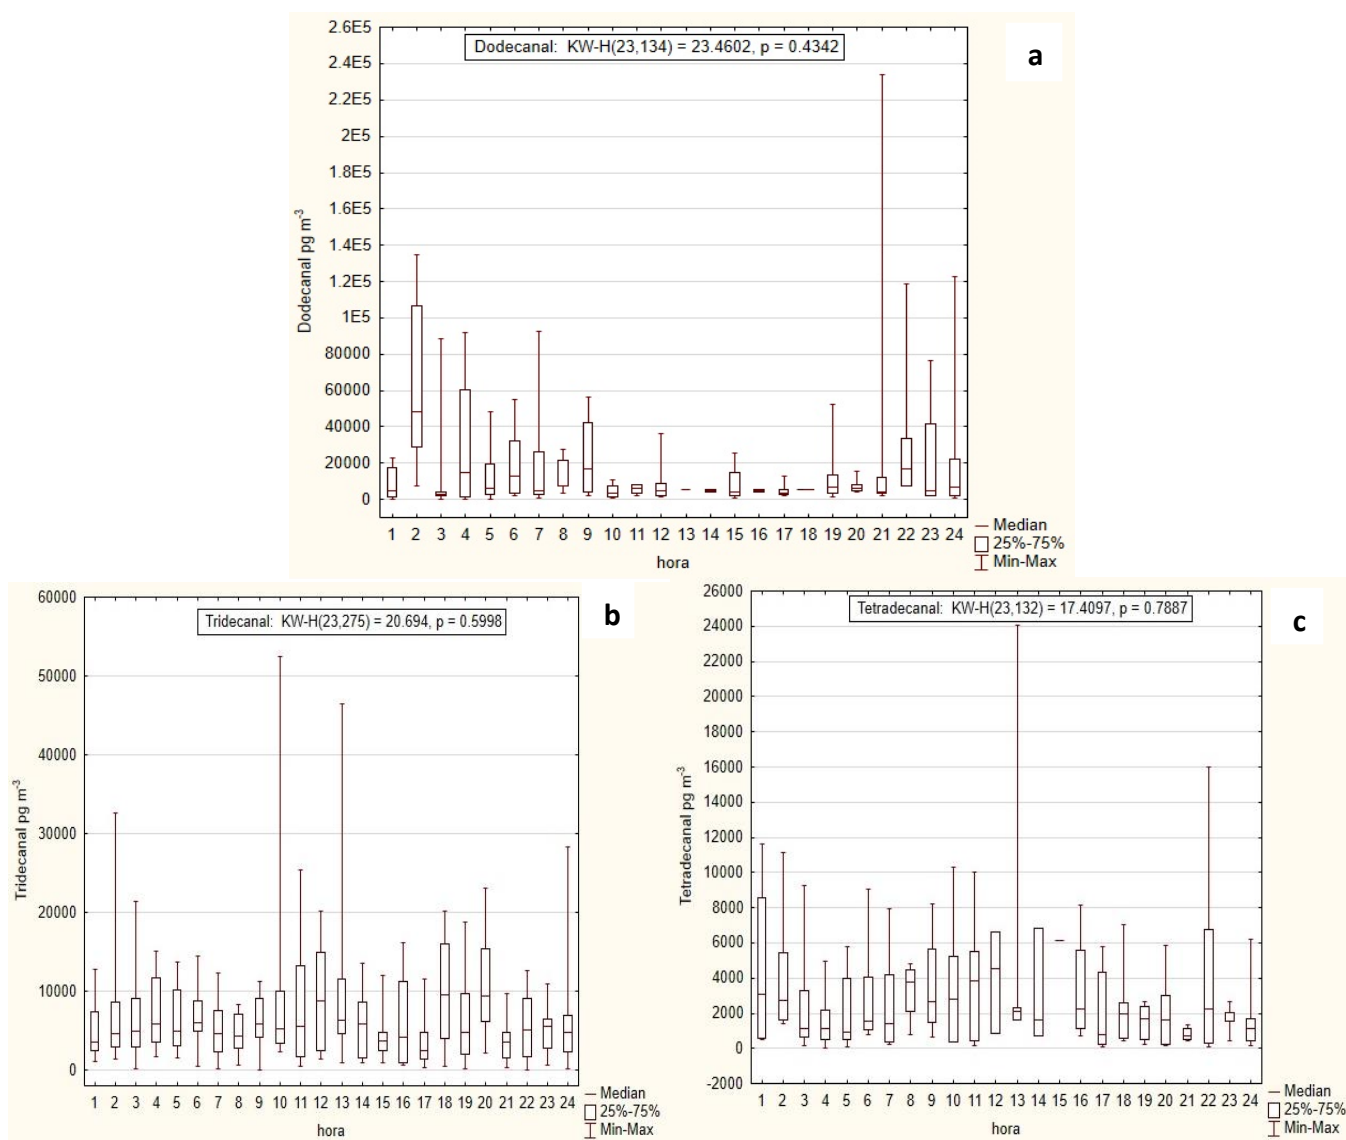 Dodecanal: KW-H(23,134) = 23.4602, p = 0.4342
a
2.6E5
2.4E5
2.2E5
2E5
1.8E5
1.6E5
1.4E5
1.2E5
1E5
80000
60000
40000
20000
0
Dodecanal pg m⁻³
1 2 3 4 5 6 7 8 9 10 11 12 13 14 15 16 17 18 19 20 21 22 23 24
hora
Median
25%-75%
Min-Max
Tridecanal: KW-H(23,275) = 20.694, p = 0.5998
b
60000
50000
40000
30000
20000
10000
0
Tridecanal pg m⁻³
1 2 3 4 5 6 7 8 9 10 11 12 13 14 15 16 17 18 19 20 21 22 23 24
hora
Median
25%-75%
Min-Max
Tetradecanal: KW-H(23,132) = 17.4097, p = 0.7887
c
26000
24000
22000
20000
18000
16000
14000
12000
10000
8000
6000
4000
2000
0
-2000
Tetradecanal pg m⁻³
1 2 3 4 5 6 7 8 9 10 11 12 13 14 15 16 17 18 19 20 21 22 23 24
hora
Median
25%-75%
Min-Max